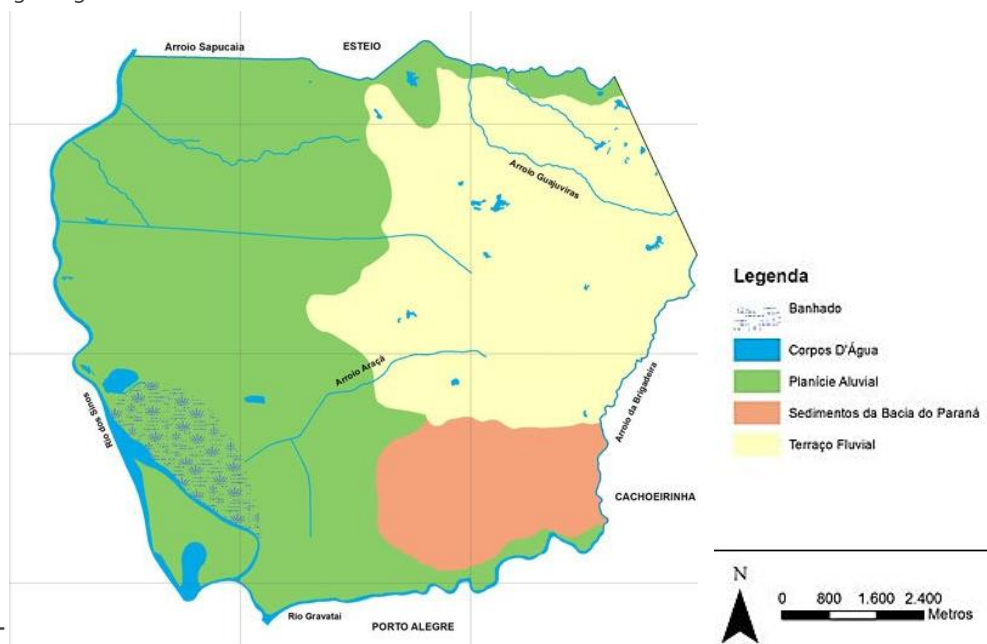 Arroio Sapucaia
ESTEIO
Arroio Guajuviras
Arroio Araçá
Rio dos Sinos
Arroio da Brigadeira
CACHOEIRINHA
Rio Gravatai
PORTO ALEGRE
Legenda
Banhado
Corpos D'Água
Planície Aluvial
Sedimentos da Bacia do Paraná
Terraço Fluvial
N
0 800 1.600 2.400
Metros